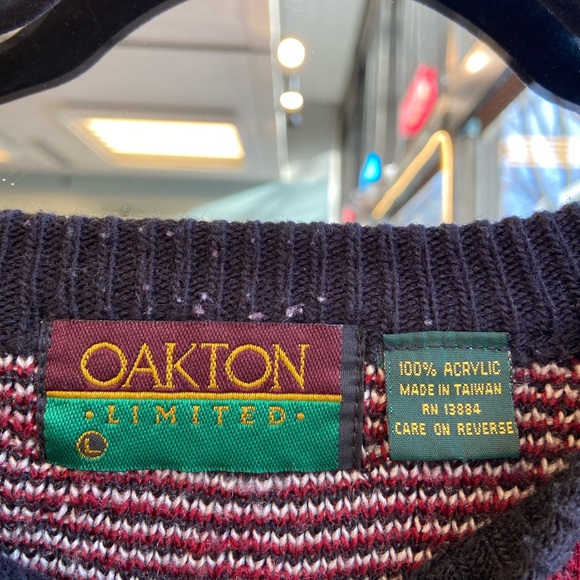 OAKTON
• LIMITED •
L
100% ACRYLIC
MADE IN TAIWAN
RN 13884
CARE ON REVERSE